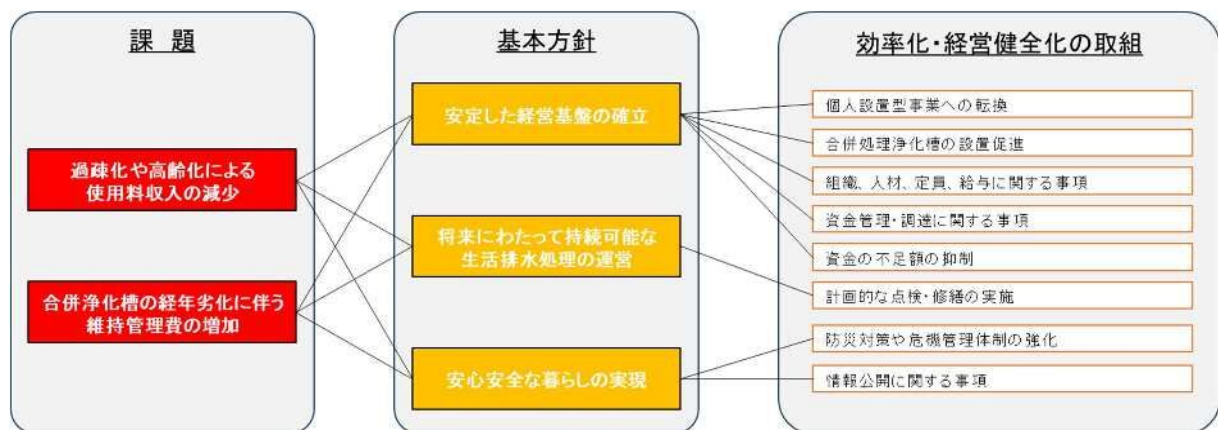 課 題
過疎化や高齢化による
使用料収入の減少
合併浄化槽の経年劣化に伴う
維持管理費の増加
基本方針
安定した経営基盤の確立
将来にわたって持続可能な
生活排水処理の運営
安心安全な暮らしの実現
効率化・経営健全化の取組
個人設置型事業への転換
合併処理浄化槽の設置促進
組織、人材、定員、給与に関する事項
資金管理・調達に関する事項
資金の不足額の抑制
計画的な点検・修繕の実施
防災対策や危機管理体制の強化
情報公開に関する事項